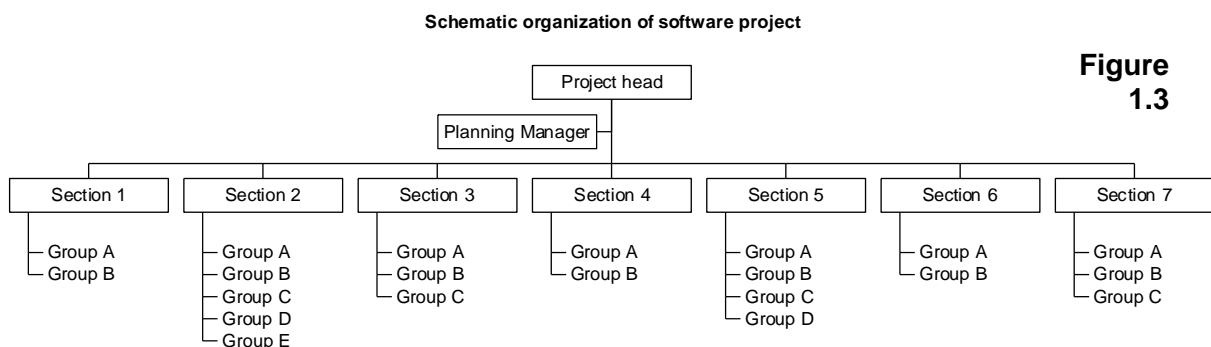 Schematic organization of software project
Figure
1.3
Project head
Planning Manager
Section 1
Section 2
Section 3
Section 4
Section 5
Section 6
Section 7
Group A
Group B
Group A
Group B
Group C
Group D
Group E
Group A
Group B
Group C
Group A
Group B
Group A
Group B
Group C
Group D
Group A
Group B
Group A
Group B
Group C